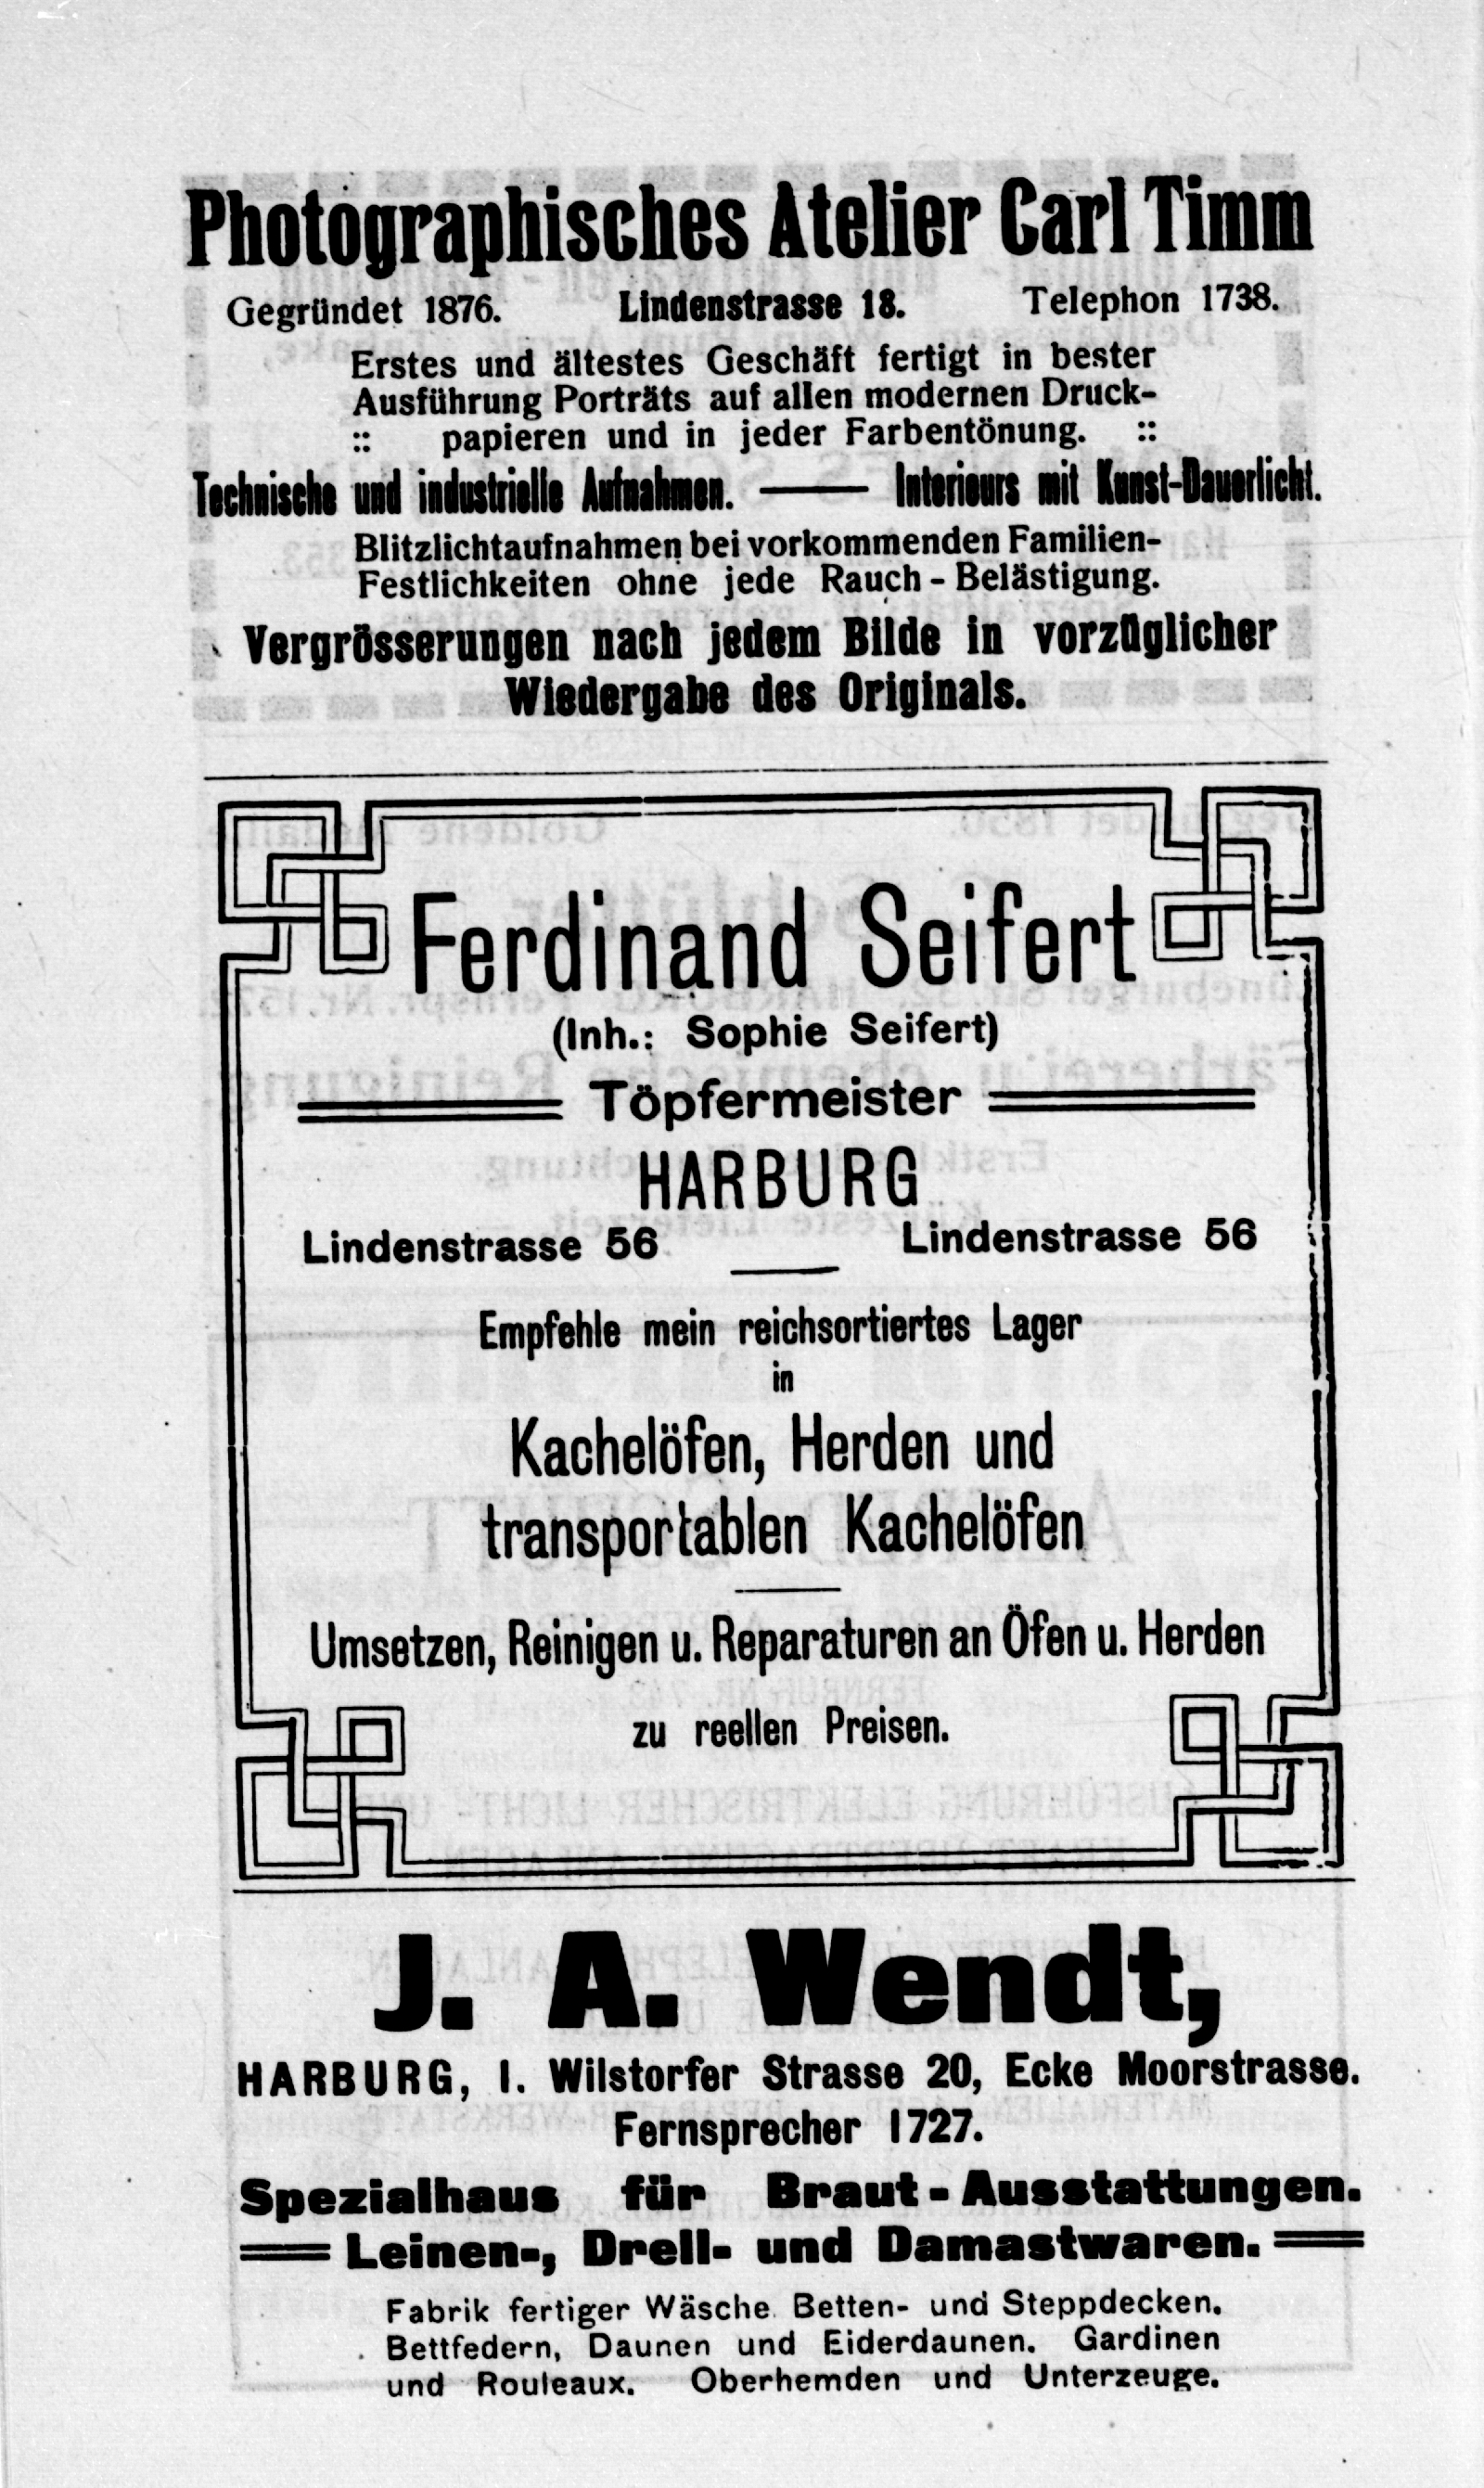 Photographisches Atelier Carl Timm
Gegründet 1876. Lindenstrasse 18. Telephon 1738.
Erstes und ältestes Geschäft fertigt in bester
Ausführung Porträts auf allen modernen Druck-
:: papieren und in jeder Farbentönung. ::
Technische und industrielle Aufnahmen. — Interieurs mit Kunst-Dauerlicht.
Blitzlichtaufnahmen bei vorkommenden Familien-
Festlichkeiten ohne jede Rauch-Belästigung.
Vergrösserungen nach jedem Bilde in vorzüglicher
Wiedergabe des Originals.
Ferdinand Seifert
(Inh.: Sophie Seifert)
Töpfermeister
HARBURG
Lindenstrasse 56 Lindenstrasse 56
Empfehle mein reichsortiertes Lager
in
Kachelöfen, Herden und
transportablen Kachelöfen
Umsetzen, Reinigen u. Reparaturen an Öfen u. Herden
zu reellen Preisen.
J. A. Wendt,
HARBURG, I. Wilstorfer Strasse 20, Ecke Moorstrasse.
Fernsprecher 1727.
Spezialhaus für Braut-Ausstattungen.
Leinen-, Drell- und Damastwaren.
Fabrik fertiger Wäsche. Betten- und Steppdecken.
Bettfedern, Daunen und Eiderdaunen. Gardinen
und Rouleaux. Oberhemden und Unterzeuge.